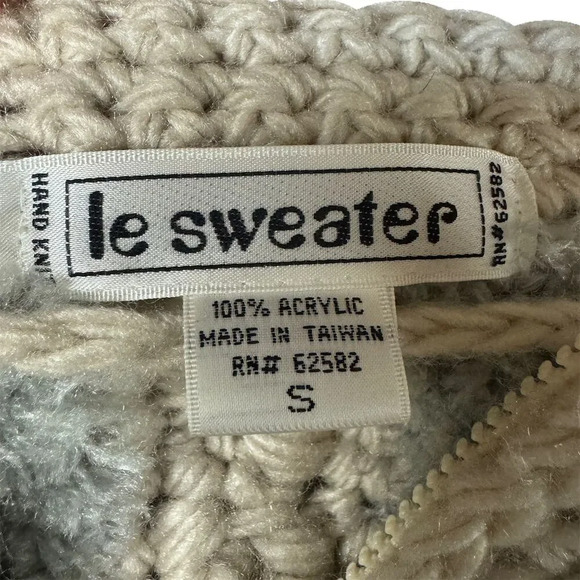 HAND KNIT
le sweater
RN# 62582
100% ACRYLIC
MADE IN TAIWAN
RN# 62582
S